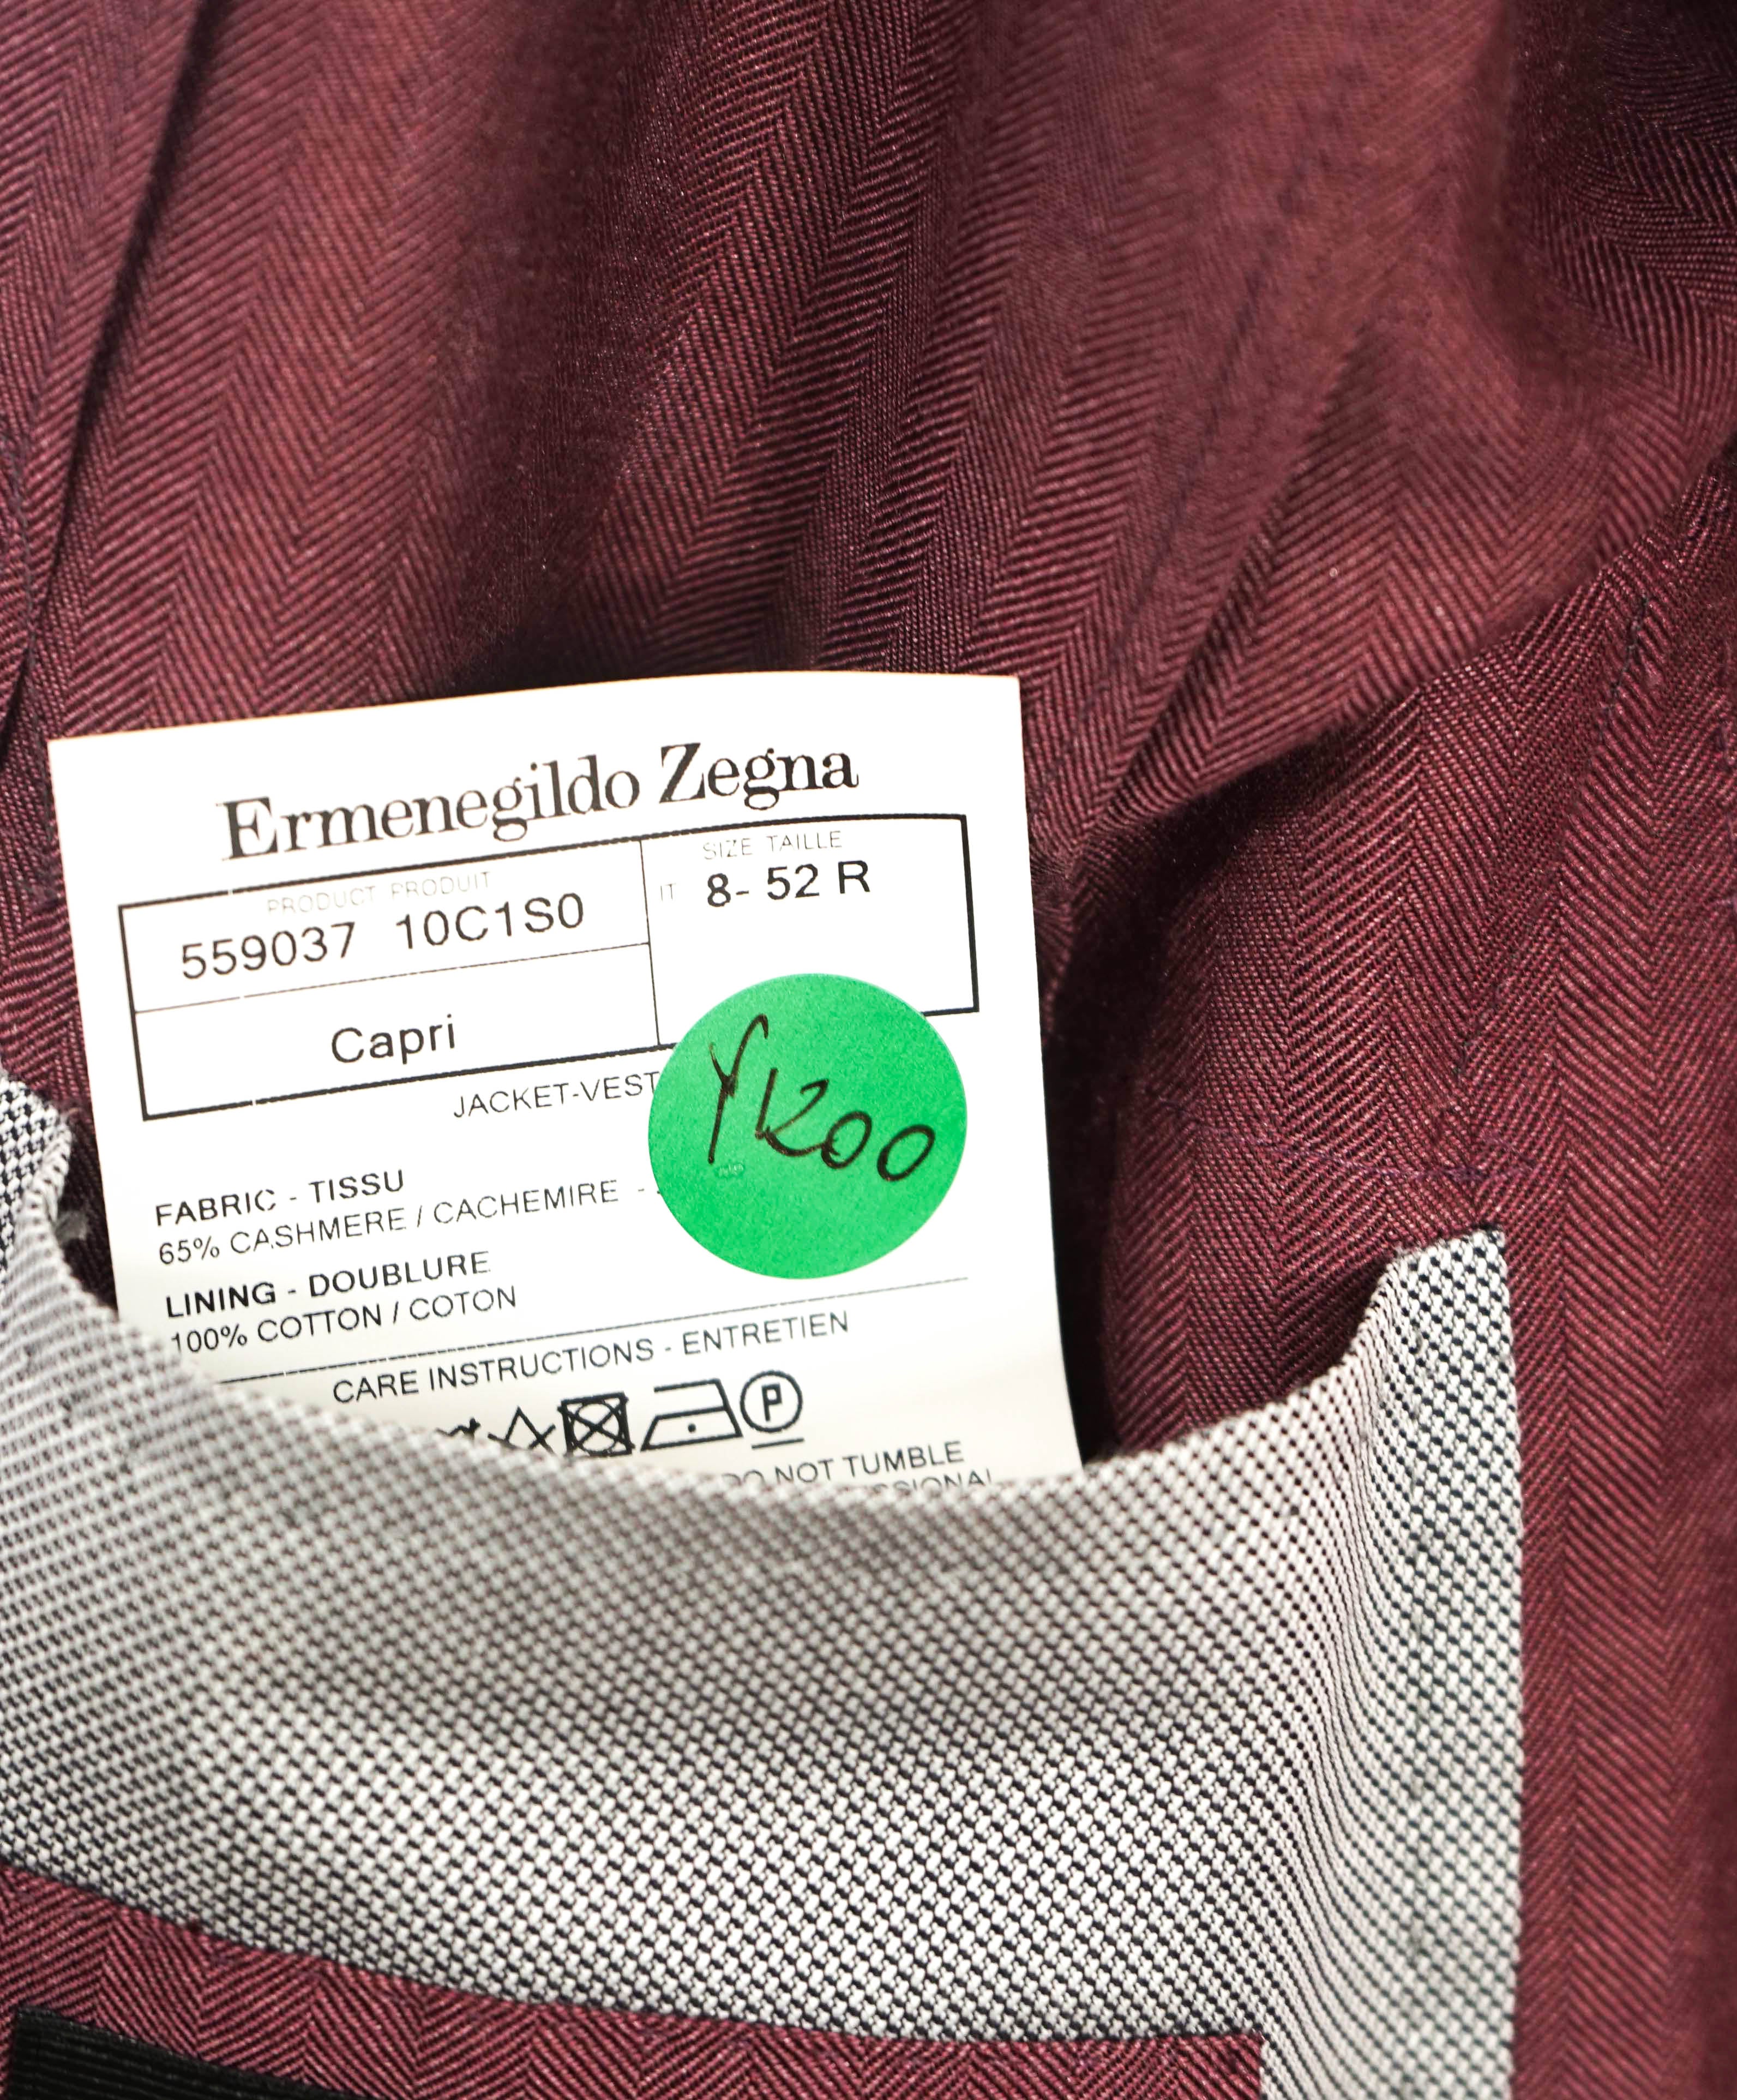 Ermenegildo Zegna
PRODUCT PRODUIT
559037 10C1S0
SIZE TAILLE
IT 8- 52 R
Capri
JACKET-VEST
Y1200
FABRIC - TISSU
65% CASHMERE / CACHEMIRE -
LINING - DOUBLURE
100% COTTON / COTON
CARE INSTRUCTIONS - ENTRETIEN
P
DO NOT TUMBLE